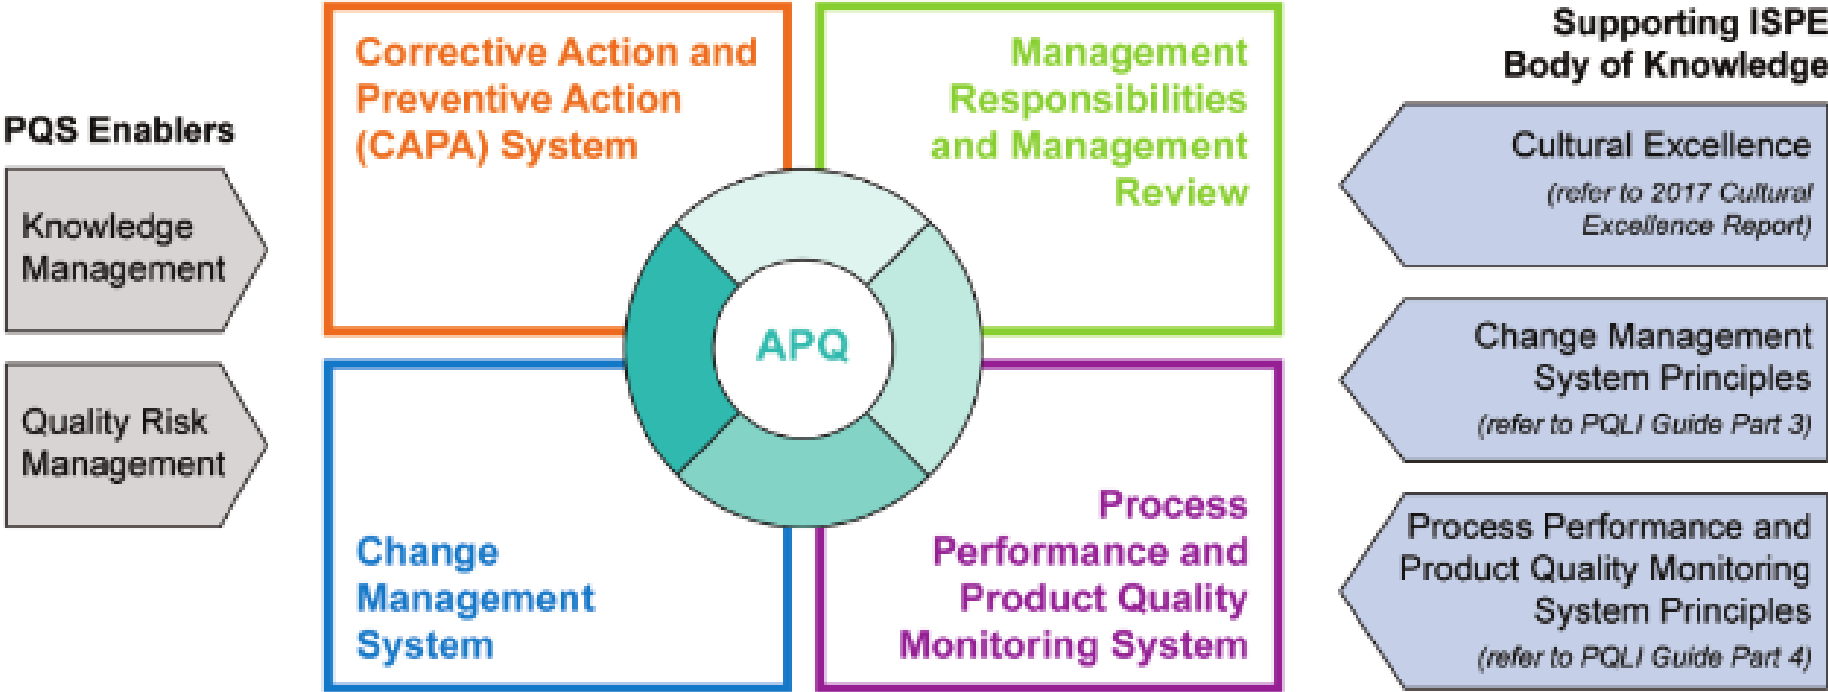 PQS Enablers
Knowledge
Management
Quality Risk
Management
Corrective Action and
Preventive Action
(CAPA) System
Management
Responsibilities
and Management
Review
APQ
Change
Management
System
Process
Performance and
Product Quality
Monitoring System
Supporting ISPE
Body of Knowledge
Cultural Excellence
(refer to 2017 Cultural
Excellence Report)
Change Management
System Principles
(refer to PQLI Guide Part 3)
Process Performance and
Product Quality Monitoring
System Principles
(refer to PQLI Guide Part 4)